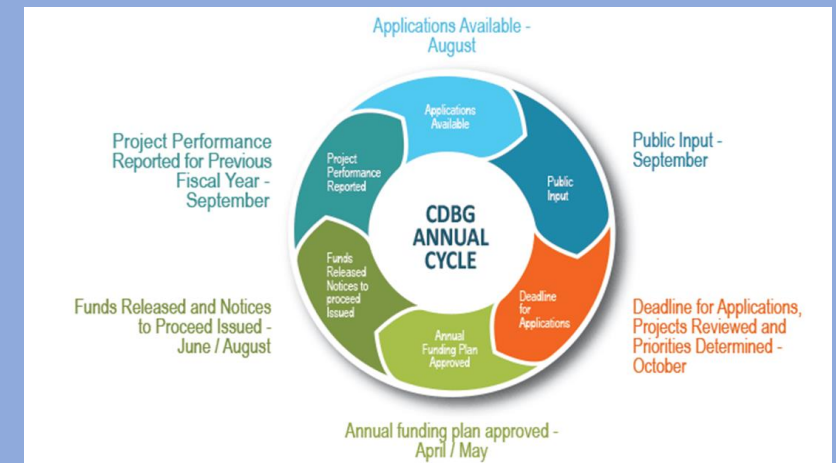 Applications Available -
August
Applications
Available
Public Input -
September
Public
Input
Deadline for Applications,
Projects Reviewed and
Priorities Determined -
October
Deadline
for
Applications
Annual funding plan approved -
April / May
Annual
Funding Plan
Approved
Funds Released and Notices
to Proceed Issued -
June / August
Funds
Released
Notices to
proceed
Issued
Project Performance
Reported for Previous
Fiscal Year -
September
Project
Performance
Reported
CDBG
ANNUAL
CYCLE